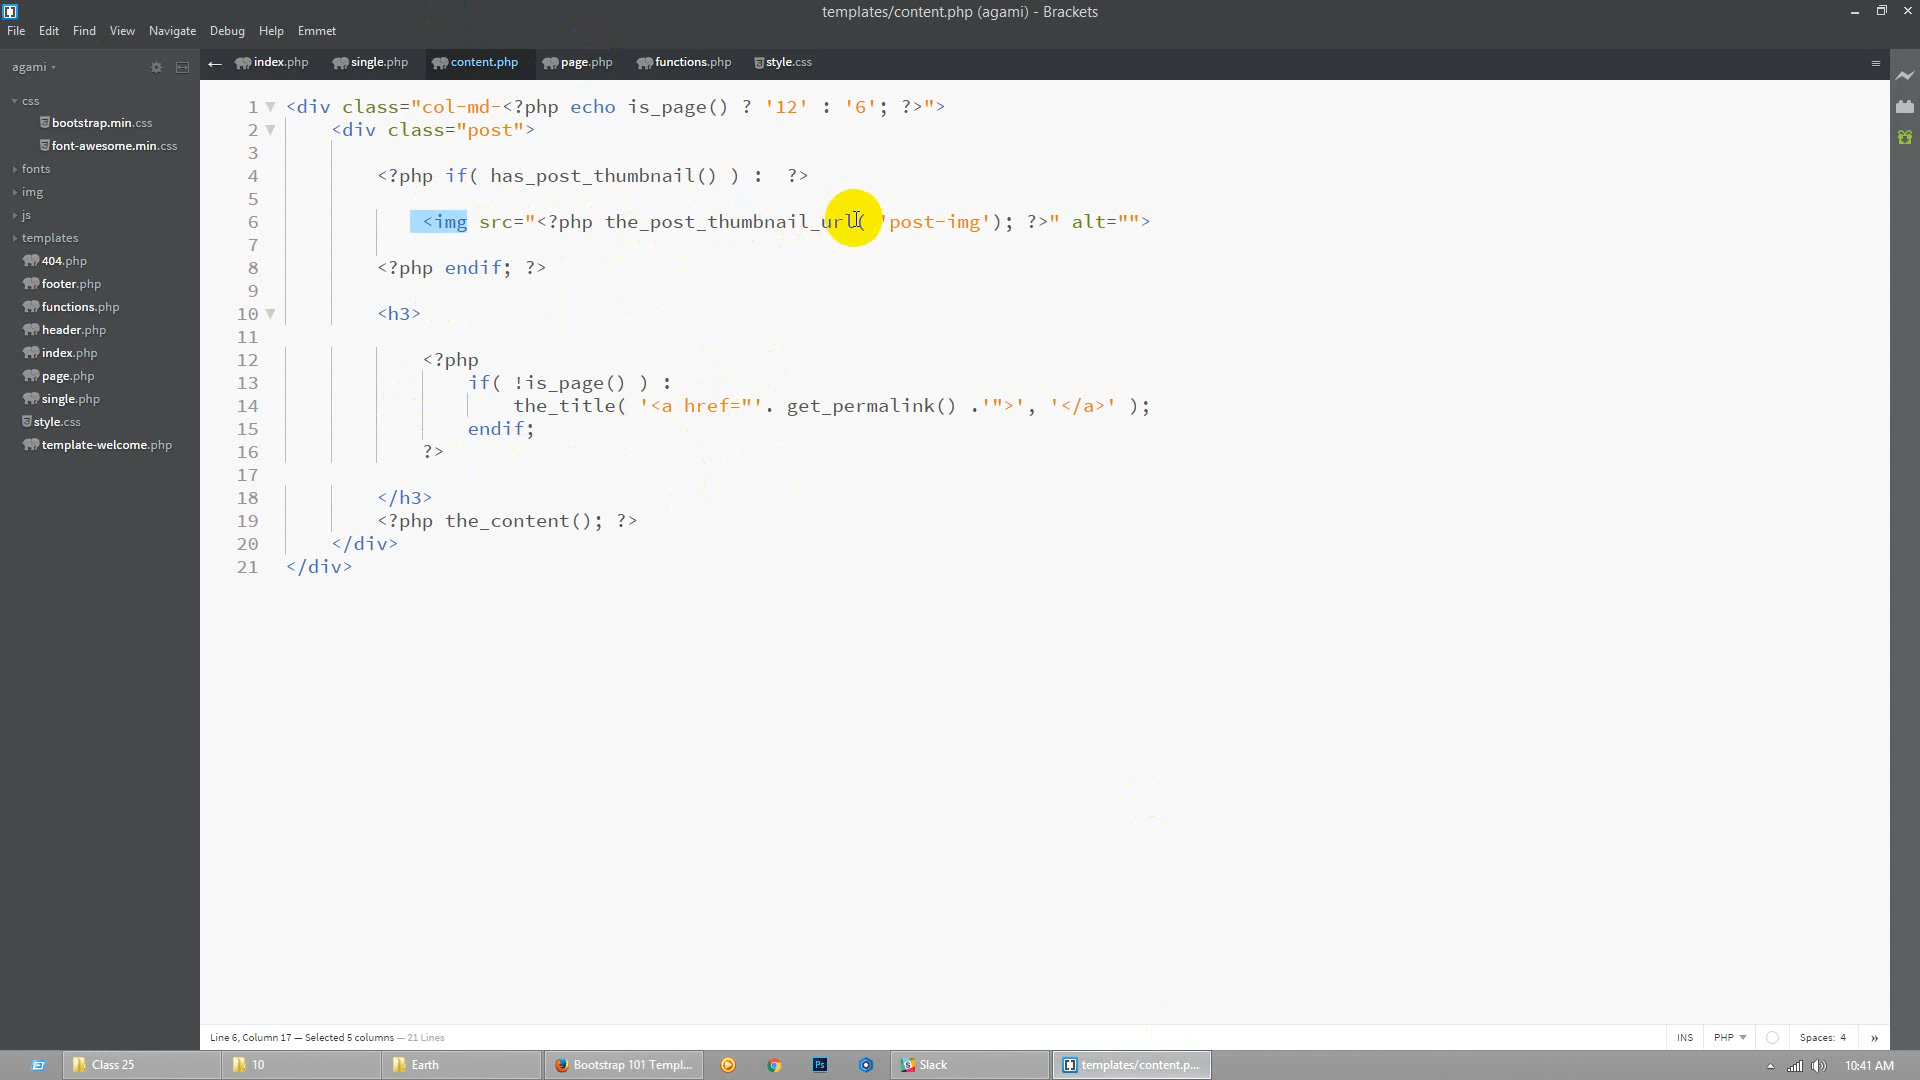 templates/content.php (agami) - Brackets
File Edit Find View Navigate Debug Help Emmet
agami
index.php single.php content.php page.php functions.php style.css
css
bootstrap.min.css
font-awesome.min.css
fonts
img
js
templates
404.php
footer.php
functions.php
header.php
index.php
page.php
single.php
style.css
template-welcome.php
1 <div class="col-md-<?php echo is_page() ? '12' : '6'; ?>">
2 <div class="post">
3
4 <?php if( has_post_thumbnail() ) :  ?>
5
6 <img src="<?php the_post_thumbnail_url( 'post-img'); ?>" alt="">
7
8 <?php endif; ?>
9
10 <h3>
11
12 <?php
13 if( !is_page() ) :
14 the_title( '<a href="'. get_permalink() .'">', '</a>' );
15 endif;
16 ?>
17
18 </h3>
19 <?php the_content(); ?>
20 </div>
21 </div>
Line 6, Column 17 — Selected 5 columns — 21 Lines
INS PHP Spaces: 4 »
Class 25 10 Earth Bootstrap 101 Templ... Ps Slack templates/content.p... 10:41 AM